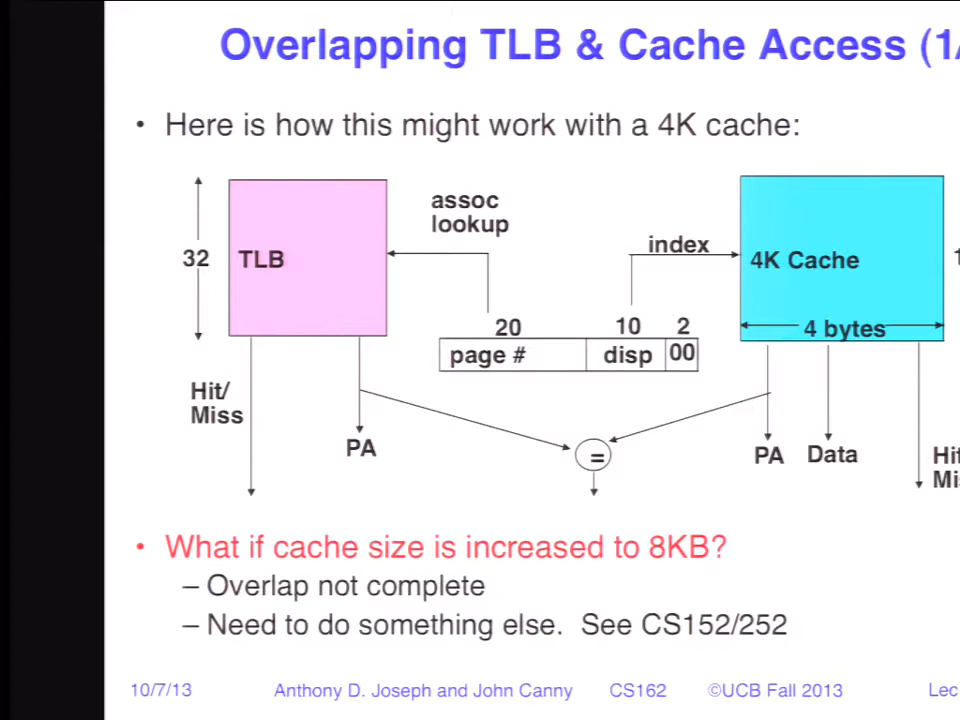 Overlapping TLB & Cache Access (1/
• Here is how this might work with a 4K cache:
assoc
lookup
index
32
TLB
4K Cache
1
20
10
2
4 bytes
page #
disp
00
Hit/
Miss
PA
=
PA
Data
Hit
Mis
• What if cache size is increased to 8KB?
– Overlap not complete
– Need to do something else. See CS152/252
10/7/13
Anthony D. Joseph and John Canny
CS162
©UCB Fall 2013
Lec